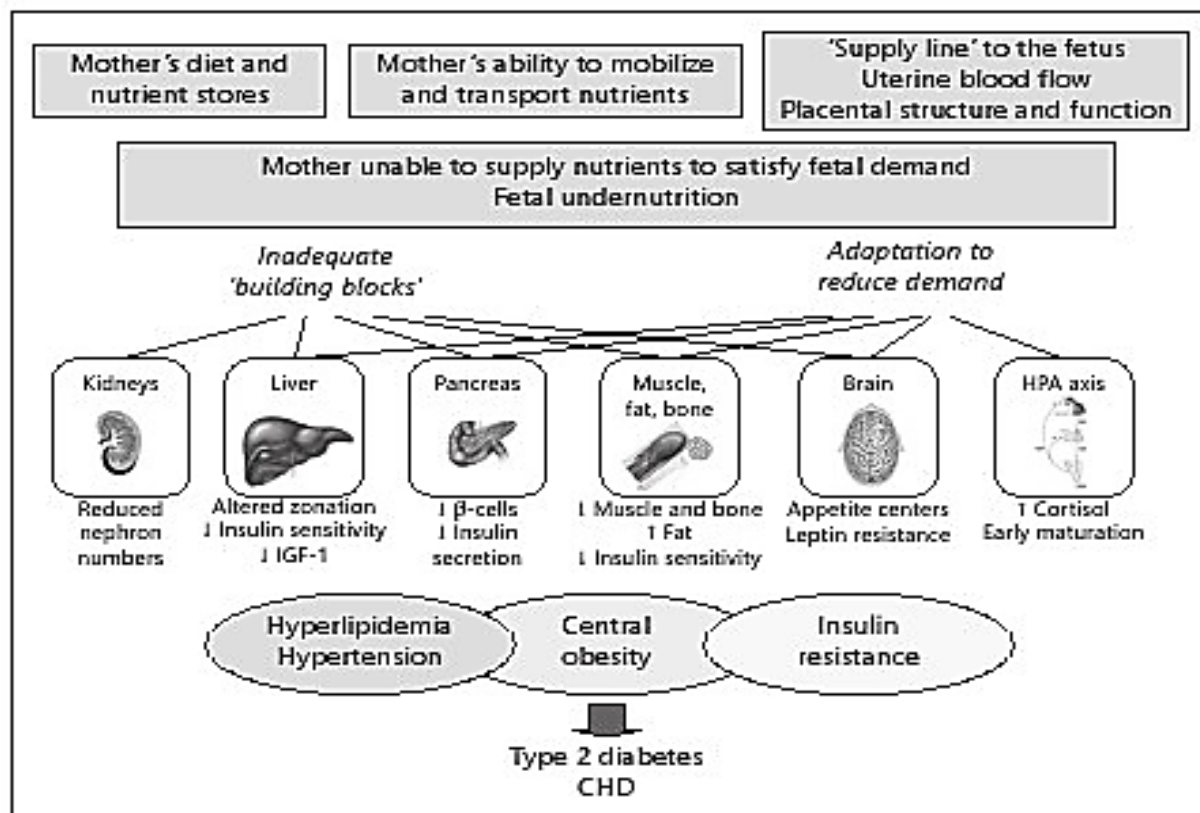 Mother's diet and
nutrient stores
Mother's ability to mobilize
and transport nutrients
'Supply line' to the fetus
Uterine blood flow
Placental structure and function
Mother unable to supply nutrients to satisfy fetal demand
Fetal undernutrition
Inadequate
'building blocks'
Adaptation to
reduce demand
Kidneys
Liver
Pancreas
Muscle,
fat, bone
Brain
HPA axis
Reduced
nephron
numbers
Altered zonation
↓ Insulin sensitivity
↓ IGF-1
↓ β-cells
↓ Insulin
secretion
↓ Muscle and bone
↑ Fat
↓ Insulin sensitivity
Appetite centers
Leptin resistance
↑ Cortisol
Early maturation
Hyperlipidemia
Hypertension
Central
obesity
Insulin
resistance
Type 2 diabetes
CHD